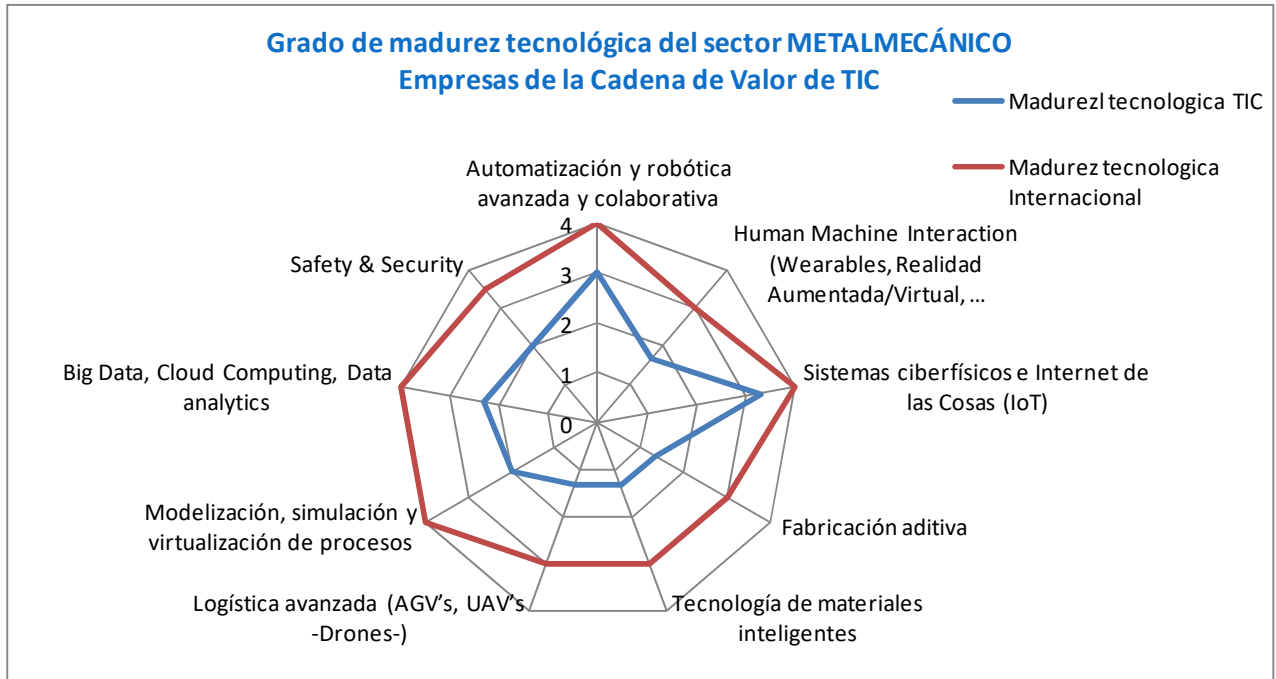 Grado de madurez tecnológica del sector METALMECÁNICO
Empresas de la Cadena de Valor de TIC
Madurezl tecnologica TIC
Madurez tecnologica
Internacional
Automatización y robótica
avanzada y colaborativa
Human Machine Interaction
(Wearables, Realidad
Aumentada/Virtual, ...
Safety & Security
Sistemas ciberfísicos e Internet de
las Cosas (IoT)
Big Data, Cloud Computing, Data
analytics
Fabricación aditiva
Modelización, simulación y
virtualización de procesos
Tecnología de materiales
inteligentes
Logística avanzada (AGV’s, UAV’s
-Drones-)
4
3
2
1
0